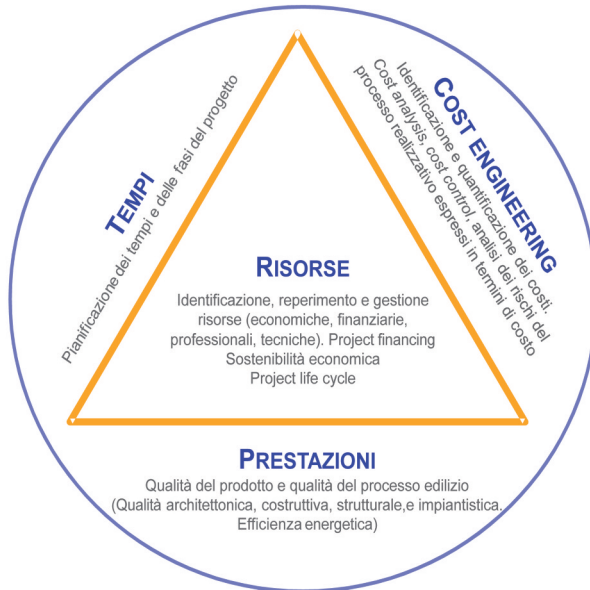 TEMPI
Pianificazione dei tempi e delle fasi del progetto
COST ENGINEERING
Identificazione e quantificazione dei costi.
Cost analysis, cost control, analisi dei rischi del
processo realizzativo espressi in termini di costo
RISORSE
Identificazione, reperimento e gestione
risorse (economiche, finanziarie,
professionali, tecniche). Project financing
Sostenibilità economica
Project life cycle
PRESTAZIONI
Qualità del prodotto e qualità del processo edilizio
(Qualità architettonica, costruttiva, strutturale,e impiantistica.
Efficienza energetica)